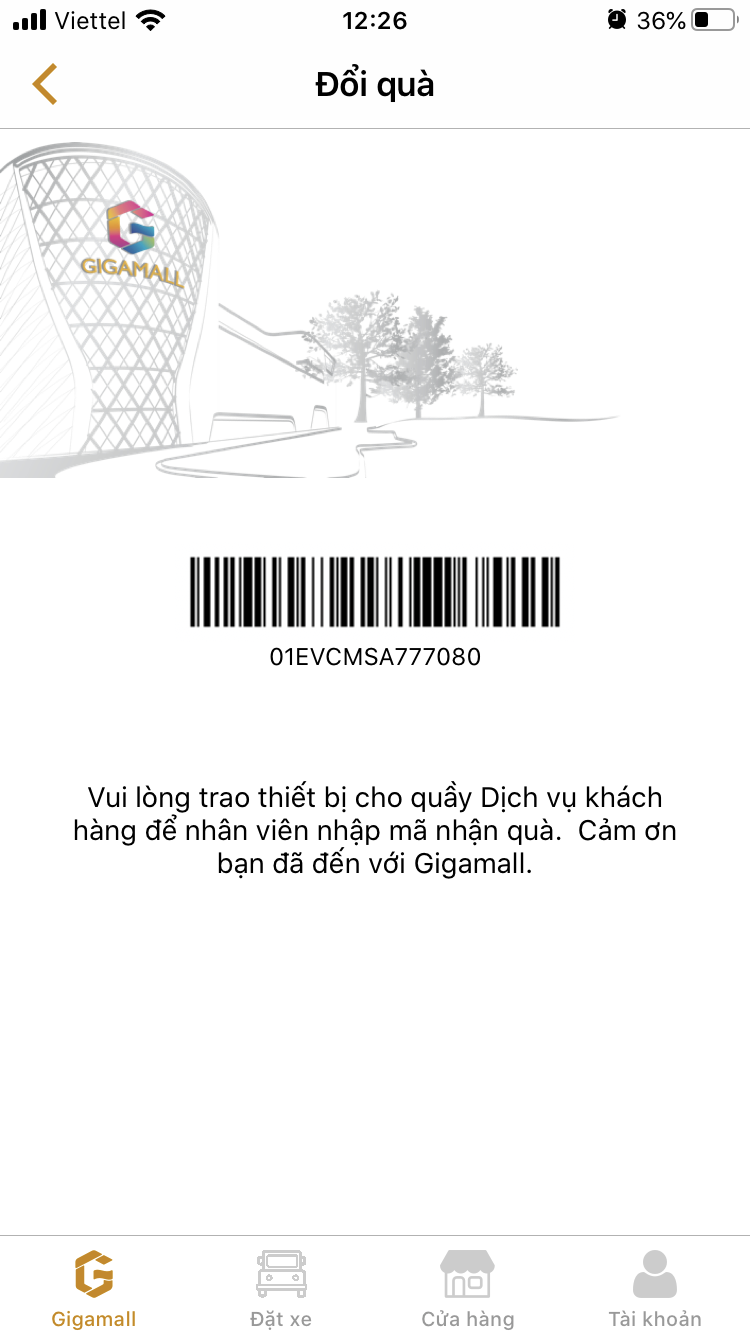 Viettel 12:26 36%
Đổi quà
GIGAMALL
01EVCMSA777080
Vui lòng trao thiết bị cho quầy Dịch vụ khách
hàng để nhân viên nhập mã nhận quà.  Cảm ơn
bạn đã đến với Gigamall.
Gigamall Đặt xe Cửa hàng Tài khoản